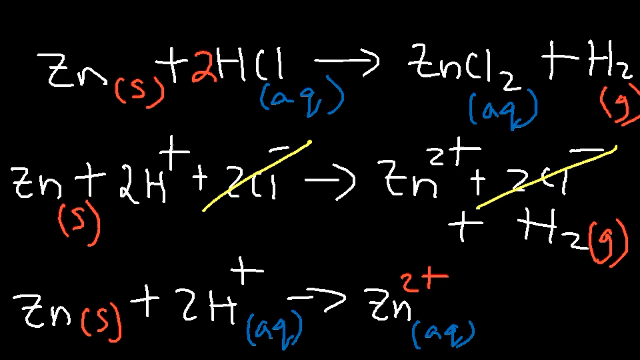 Zn(s) + 2HCl(aq) → ZnCl₂(aq) + H₂(g)
Zn(s) + 2H⁺ + 2Cl⁻ → Zn²⁺ + 2Cl⁻
+ H₂(g)
Zn(s) + 2H⁺(aq) → Zn²⁺(aq)